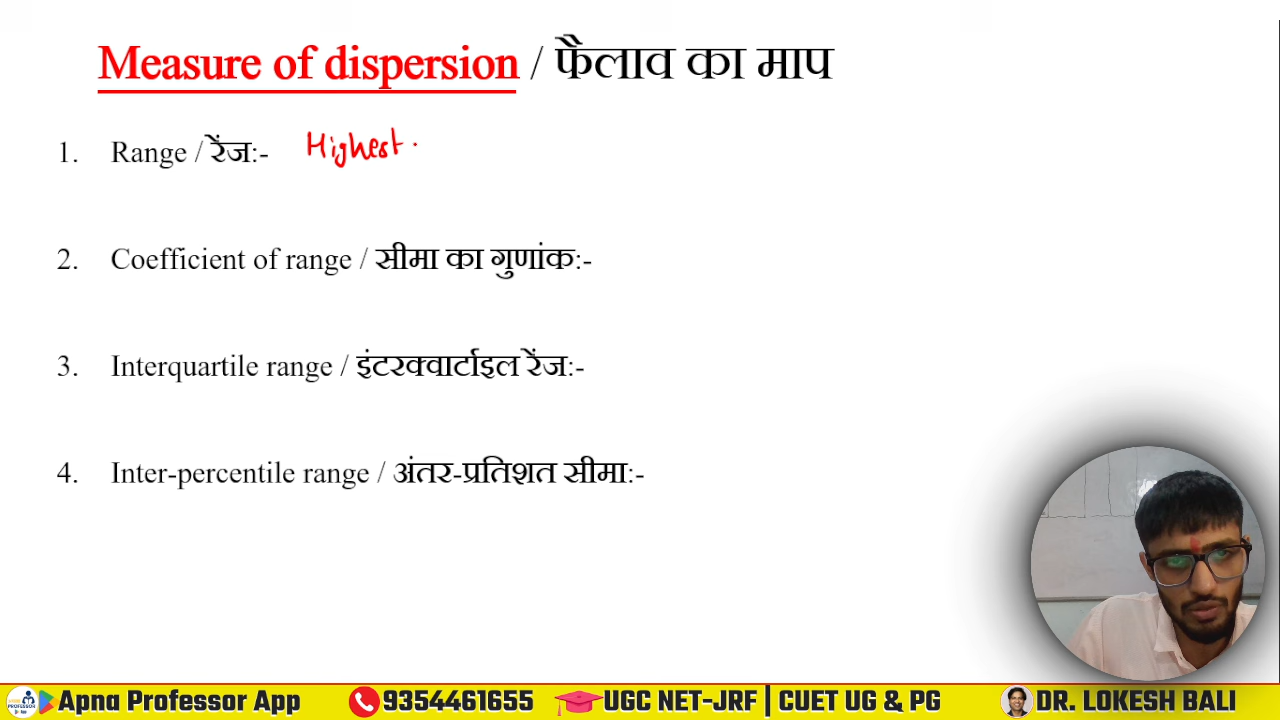 Measure of dispersion / फैलाव का माप
1. Range / रेंज:- Highest ·
2. Coefficient of range / सीमा का गुणांक:-
3. Interquartile range / इंटरक्वार्टाइल रेंज:-
4. Inter-percentile range / अंतर-प्रतिशत सीमा:-
Apna Professor App 9354461655 UGC NET-JRF | CUET UG & PG DR. LOKESH BALI